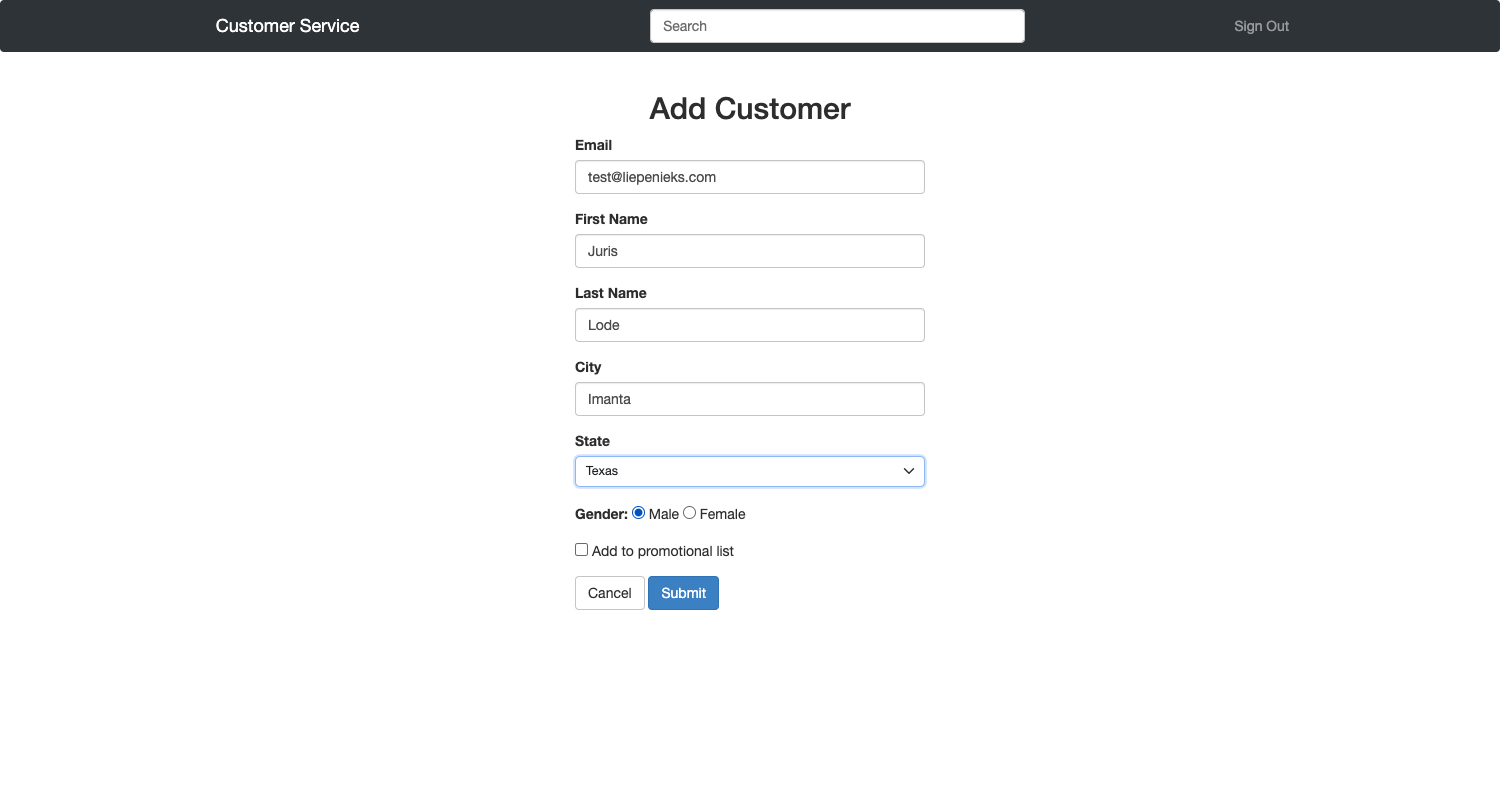 Customer Service Search Sign Out
Add Customer
Email
test@liepenieks.com
First Name
Juris
Last Name
Lode
City
Imanta
State
Texas
Gender: Male Female
Add to promotional list
Cancel Submit